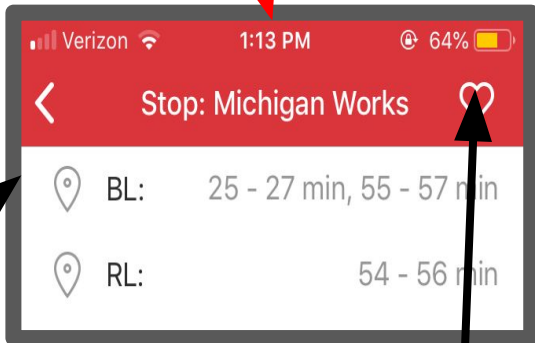 Verizon 1:13 PM 64%
Stop: Michigan Works
BL: 25 - 27 min, 55 - 57 min
RL: 54 - 56 min